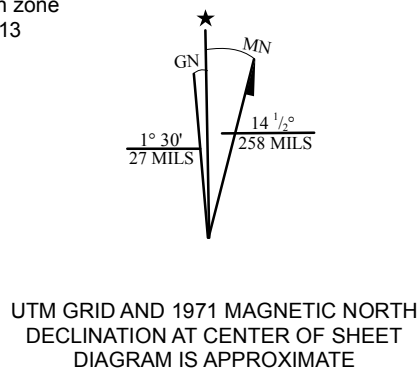 n zone
13
★
GN
MN
1° 30'
27 MILS
14 1/2°
258 MILS
UTM GRID AND 1971 MAGNETIC NORTH
DECLINATION AT CENTER OF SHEET
DIAGRAM IS APPROXIMATE